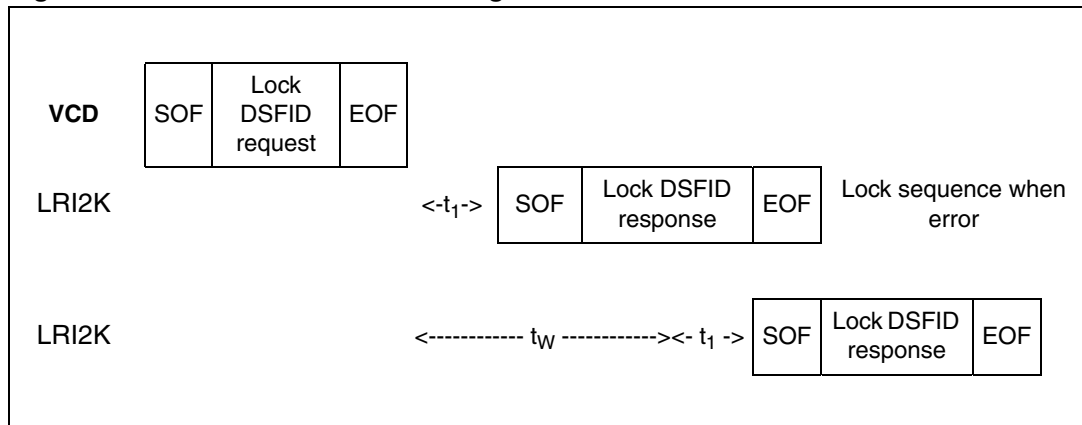 VCD
SOF
Lock
DSFID
request
EOF
LRI2K
<-t1->
SOF
Lock DSFID
response
EOF
Lock sequence when
error
LRI2K
<------------ tW ------------><- t1 ->
SOF
Lock DSFID
response
EOF